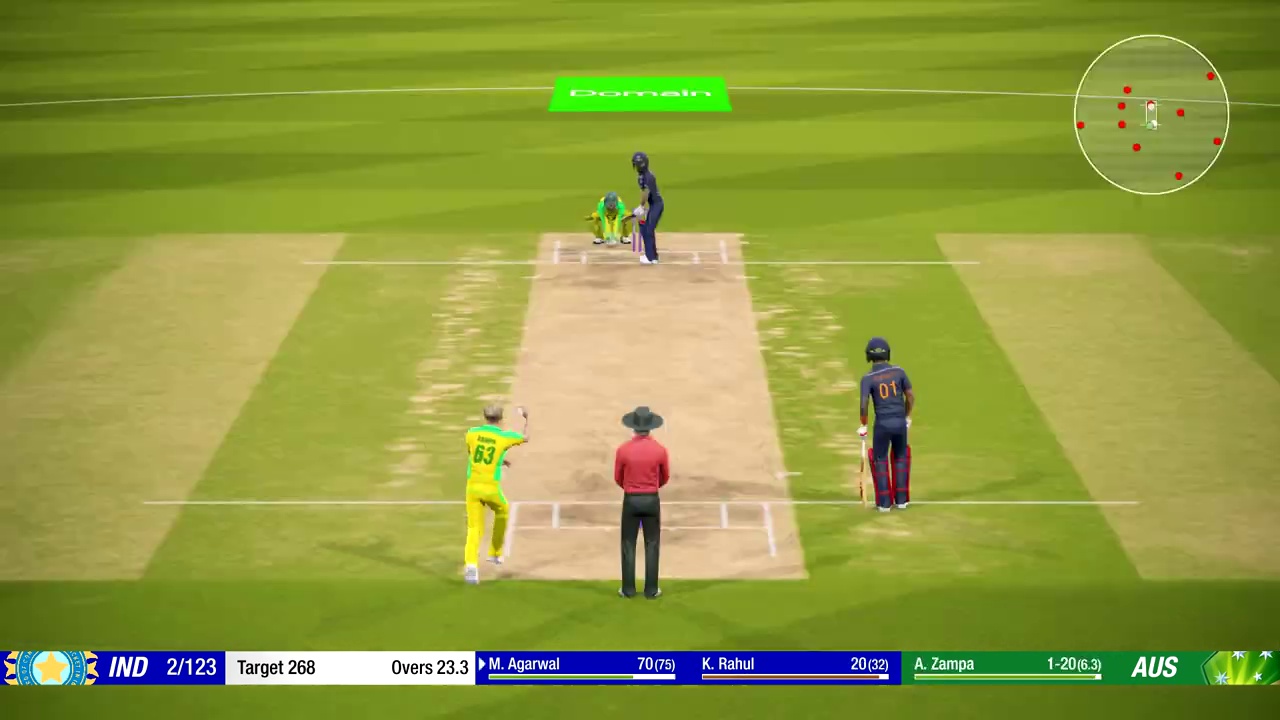 Domain
01
63
IND 2/123 Target 268 Overs 23.3 M. Agarwal 70(75) K. Rahul 20(32) A. Zampa 1-20(6.3) AUS